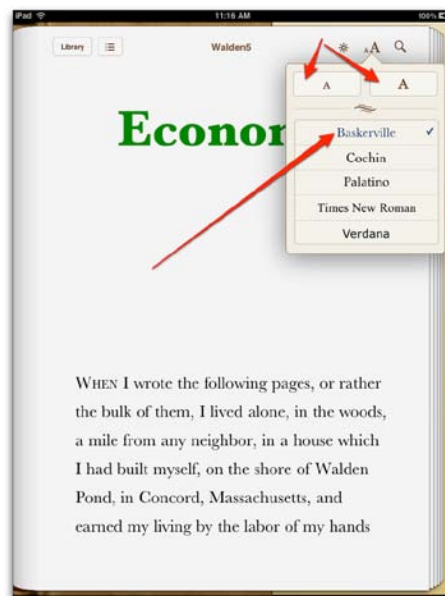 iPad 11:16 AM 100%
Library Walden5 AA
A A
Econo
Baskerville ✓
Cochin
Palatino
Times New Roman
Verdana
WHEN I wrote the following pages, or rather
the bulk of them, I lived alone, in the woods,
a mile from any neighbor, in a house which
I had built myself, on the shore of Walden
Pond, in Concord, Massachusetts, and
earned my living by the labor of my hands